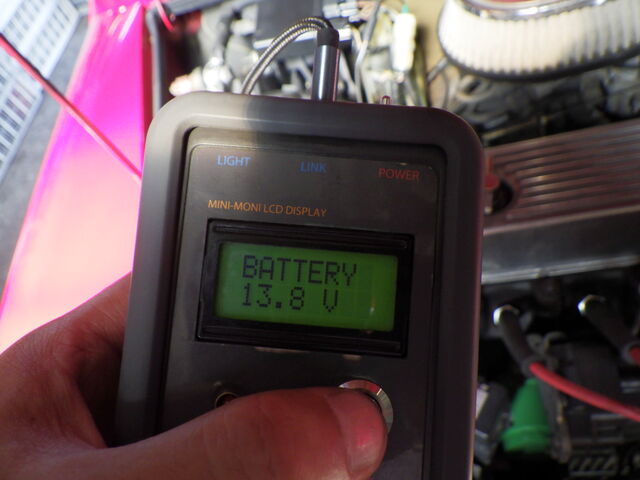 LIGHT LINK POWER
MINI-MONI LCD DISPLAY
BATTERY
13.8 V